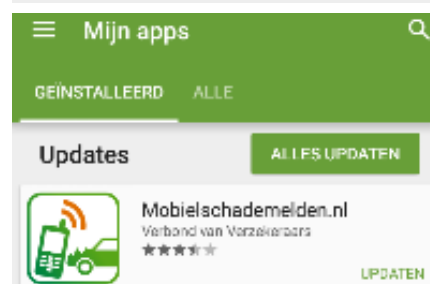 Mijn apps
GEÏNSTALLEERD ALLE
Updates ALLES UPDATEN
Mobielschademelden.nl
Verbond van Verzekeraars
UPDATEN